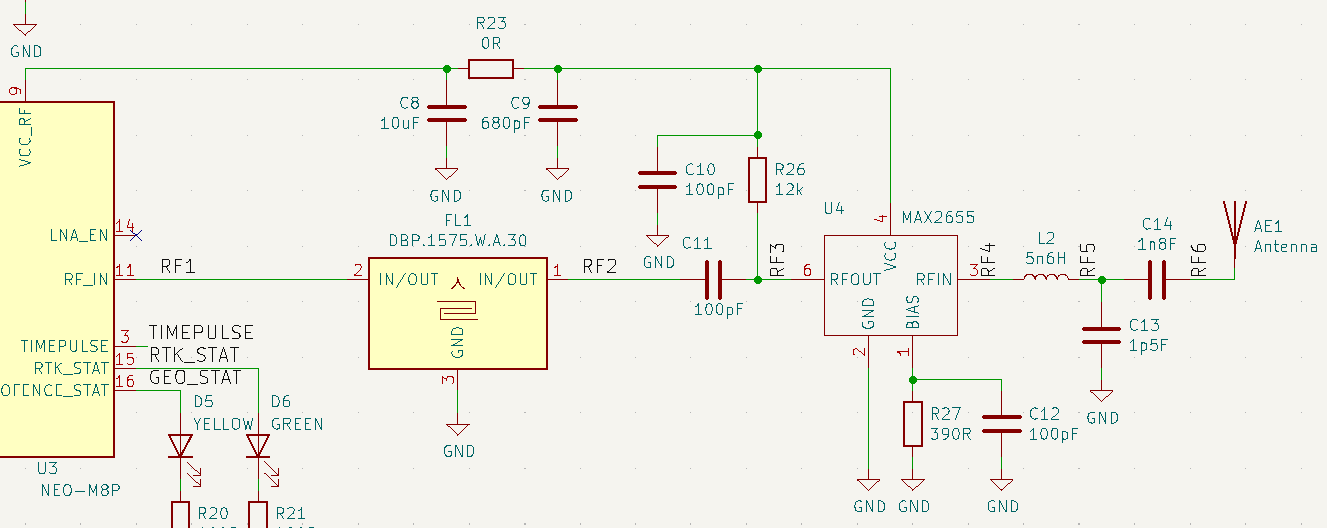 GND
R23
0R
9
VCC_RF
C8
10uF
C9
680pF
GND
GND
C10
100pF
R26
12k
GND
FL1
DBP.1575.W.A.30
U4
MAX2655
4
VCC
LNA_EN
14
RF_IN
11
RF1
2
IN/OUT
IN/OUT
1
RF2
GND
3
GND
C11
100pF
RF3
6
RFOUT
RFIN
3
RF4
L2
5n6H
RF5
C14
1n8F
RF6
AE1
Antenna
GND
BIAS
2
1
C13
1p5F
GND
R27
390R
C12
100pF
GND
GND
GND
TIMEPULSE
3
TIMEPULSE
RTK_STAT
15
RTK_STAT
OFENCE_STAT
16
GEO_STAT
D5
YELLOW
D6
GREEN
U3
NEO-M8P
R20
R21